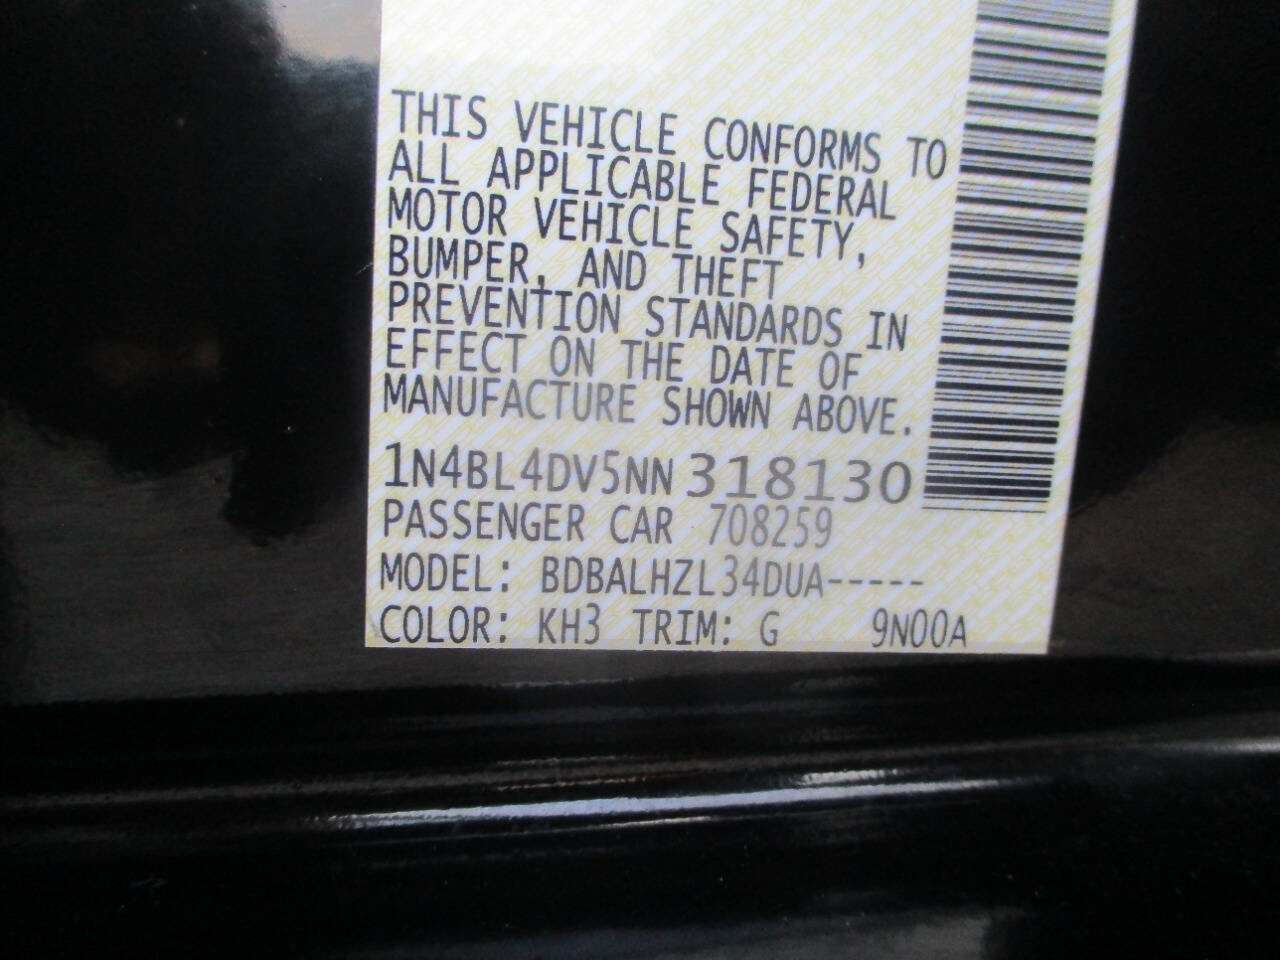 THIS VEHICLE CONFORMS TO
ALL APPLICABLE FEDERAL
MOTOR VEHICLE SAFETY,
BUMPER, AND THEFT
PREVENTION STANDARDS IN
EFFECT ON THE DATE OF
MANUFACTURE SHOWN ABOVE.
1N4BL4DV5NN318130
PASSENGER CAR 708259
MODEL: BDBALHZL34DUA-----
COLOR: KH3 TRIM: G 9N00A